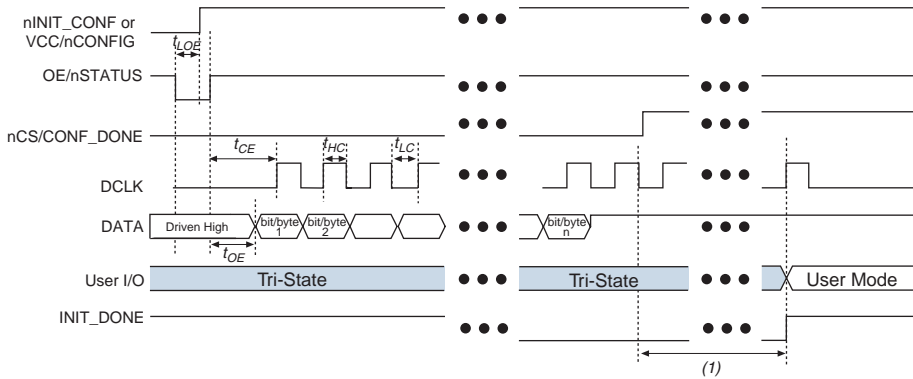 nINIT_CONF or
VCC/nCONFIG
tLOE
OE/nSTATUS
nCS/CONF_DONE
tCE
tHC
tLC
DCLK
DATA
Driven High
bit/byte
1
bit/byte
2
bit/byte
n
tOE
User I/O
Tri-State
Tri-State
User Mode
INIT_DONE
(1)